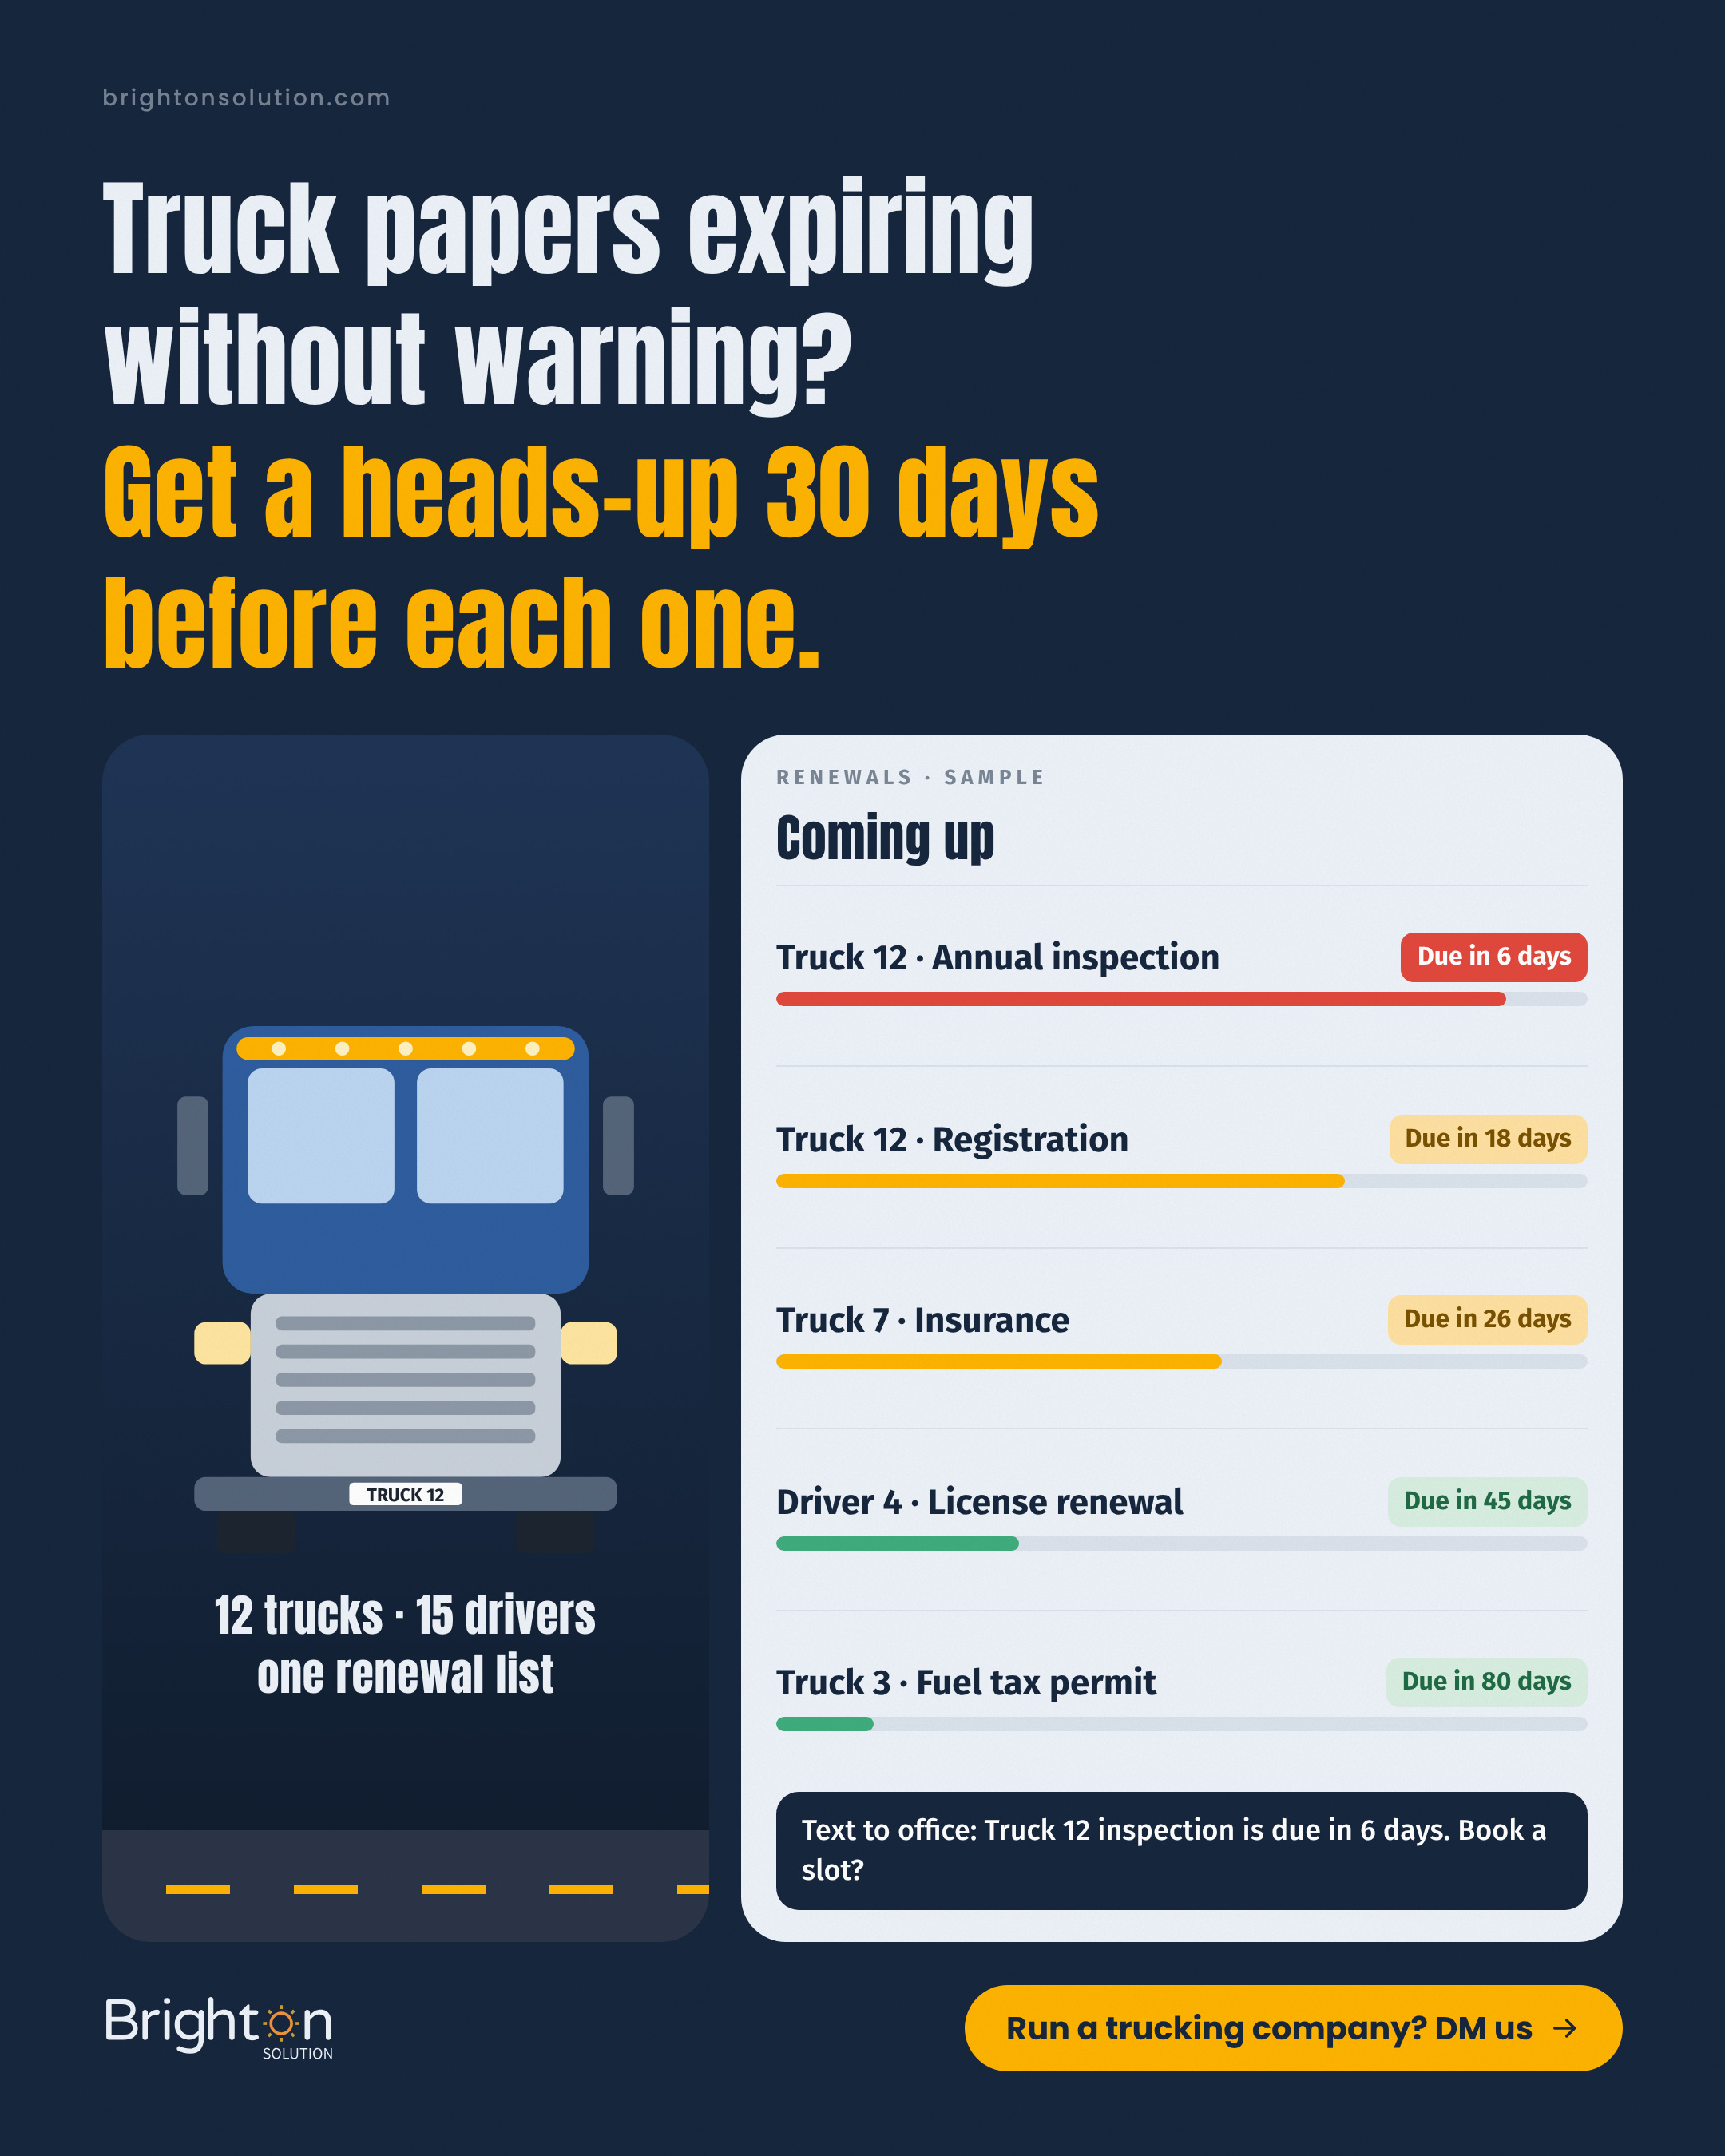 brightonsolution.com
Truck papers expiring
without warning?
Get a heads-up 30 days
before each one.
TRUCK 12
12 trucks · 15 drivers
one renewal list
RENEWALS · SAMPLE
Coming up
Truck 12 · Annual inspection
Due in 6 days
Truck 12 · Registration
Due in 18 days
Truck 7 · Insurance
Due in 26 days
Driver 4 · License renewal
Due in 45 days
Truck 3 · Fuel tax permit
Due in 80 days
Text to office: Truck 12 inspection is due in 6 days. Book a
slot?
Brighton
SOLUTION
Run a trucking company? DM us →